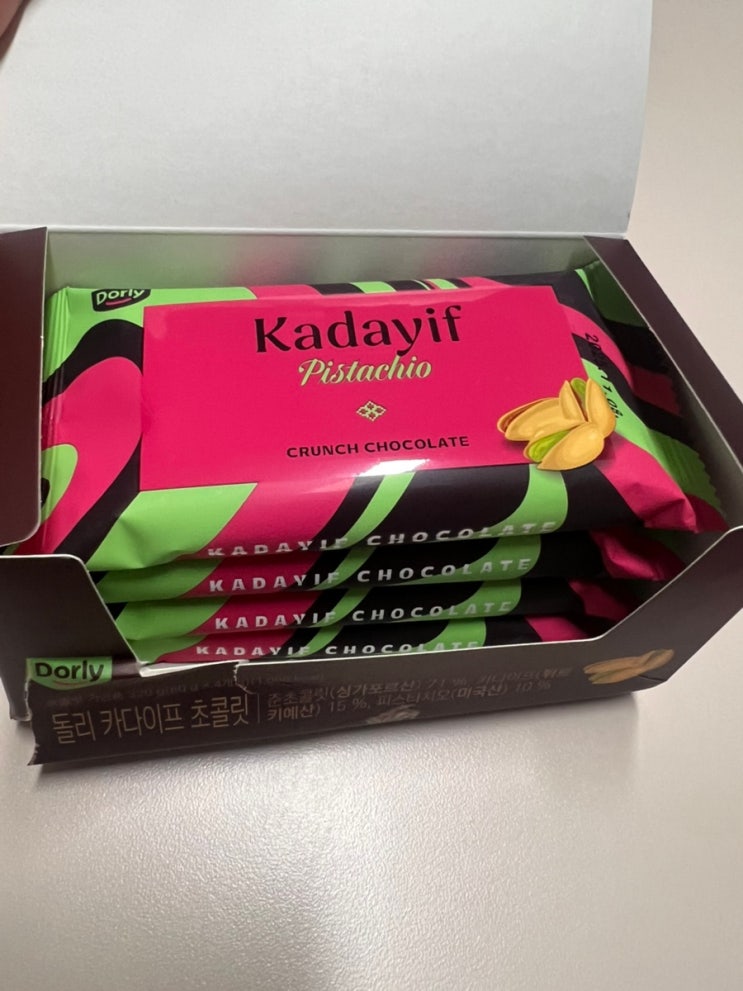 Dorly
Kadayif
Pistachio
CRUNCH CHOCOLATE
KADAYIF CHOCOLATE
KADAYIF CHOCOLATE
KADAYIF CHOCOLATE
KADAYIF CHOCOLATE
Dorly
돌리 카다이프 초콜릿
준초콜릿(싱가포르산) 71 %, 카다이프(튀르
키예산) 15 %, 피스타치오(미국산) 10 %